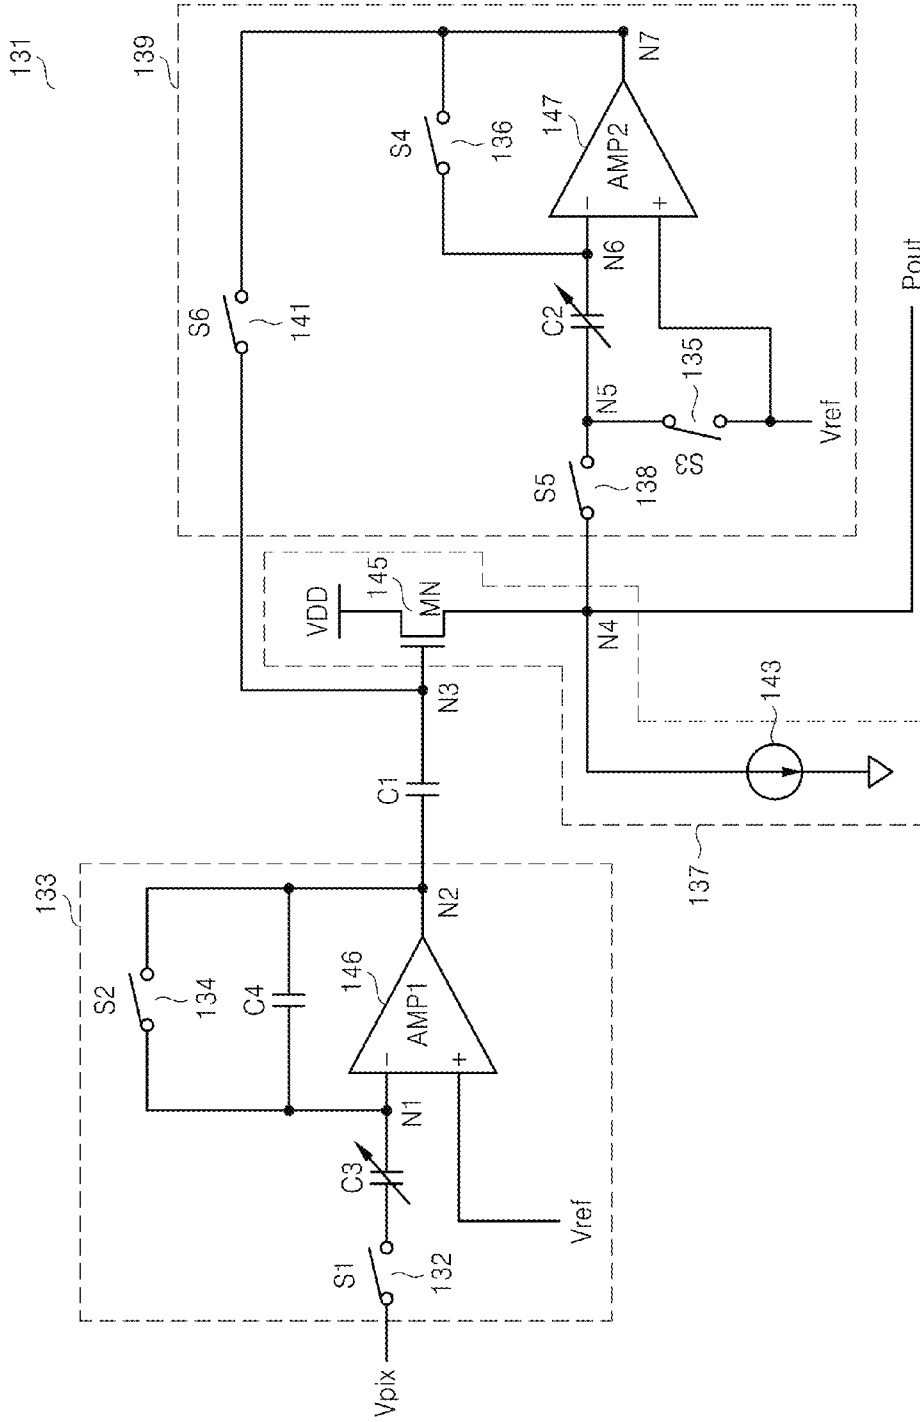 131
139
S6
141
S4
136
N7
147
AMP2
−
+
N6
C2
N5
135
S3
Vref
S5
138
VDD
145
MN
N4
Pout
N3
C1
143
137
133
S2
134
C4
N2
146
AMP1
−
+
N1
C3
S1
132
Vref
Vpix